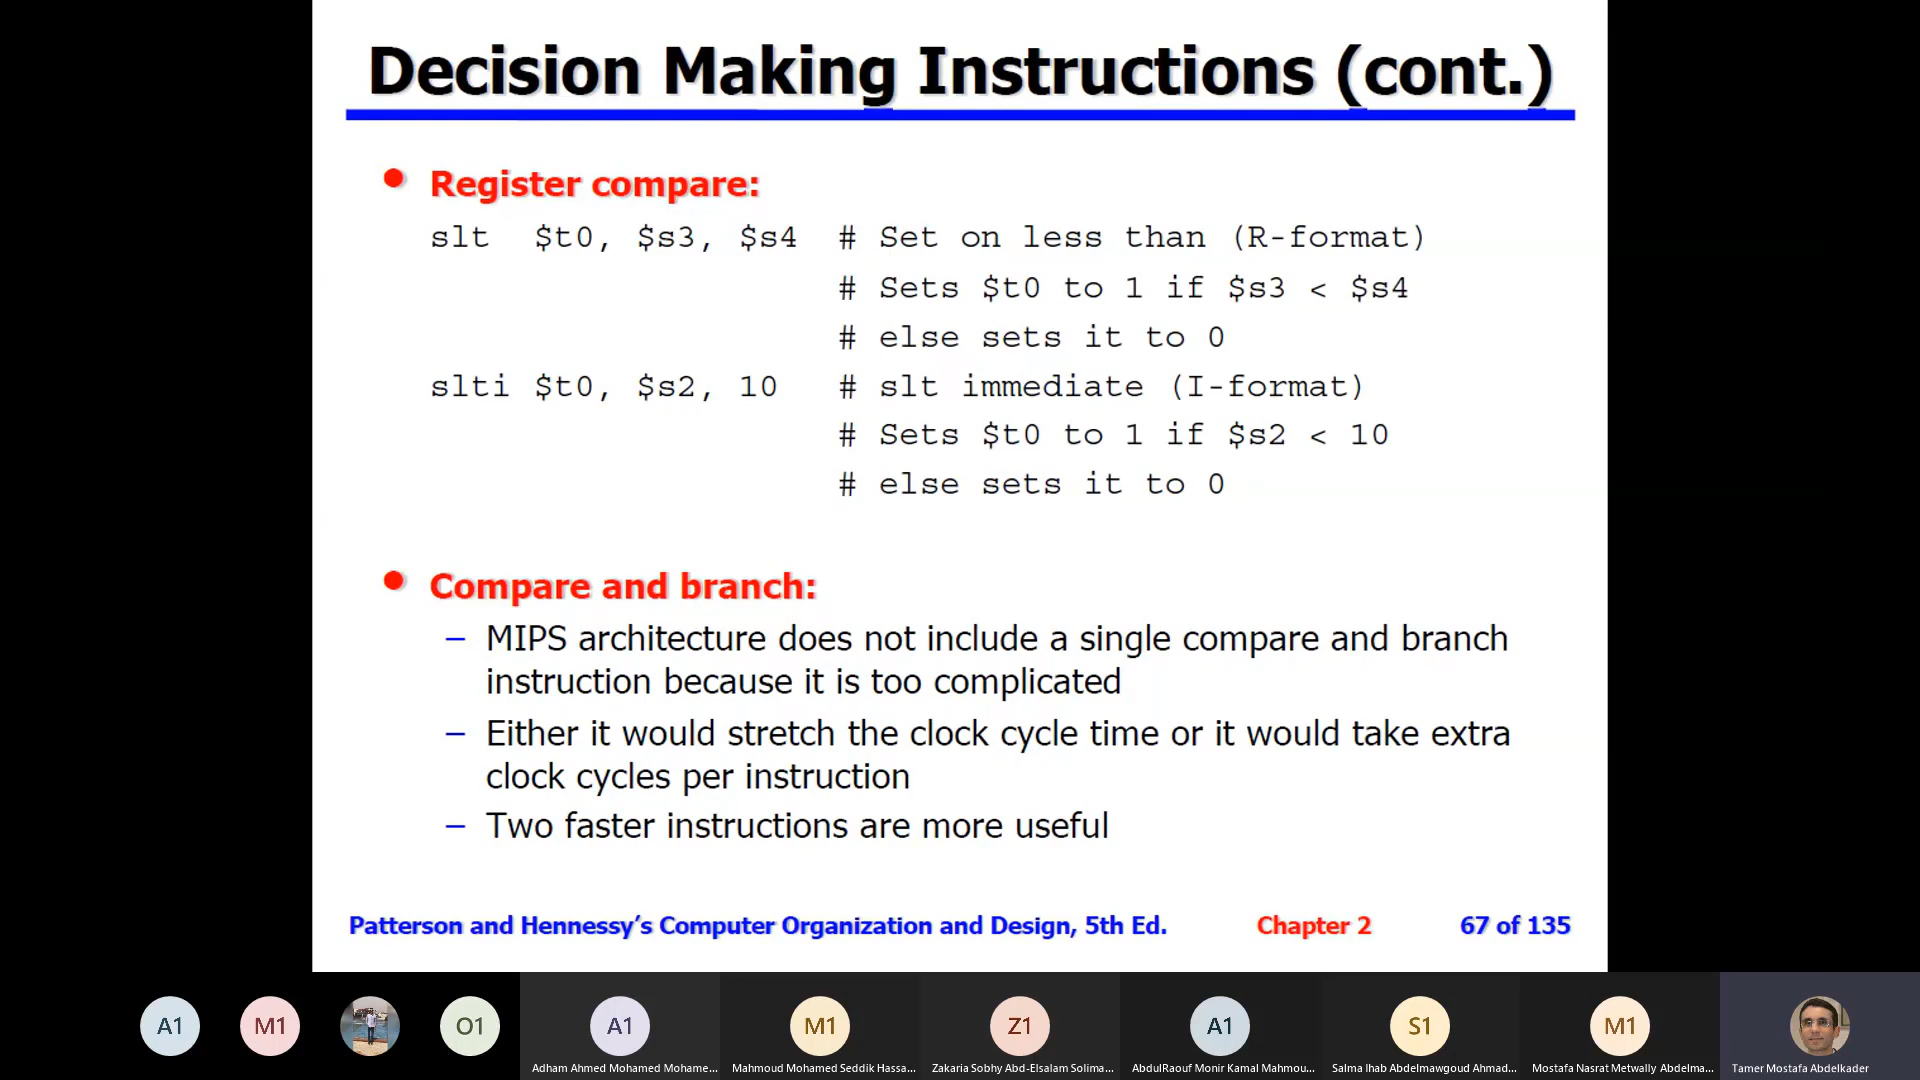 Decision Making Instructions (cont.)
• Register compare:
slt $t0, $s3, $s4 # Set on less than (R-format)
# Sets $t0 to 1 if $s3 < $s4
# else sets it to 0
slti $t0, $s2, 10 # slt immediate (I-format)
# Sets $t0 to 1 if $s2 < 10
# else sets it to 0
• Compare and branch:
– MIPS architecture does not include a single compare and branch
instruction because it is too complicated
– Either it would stretch the clock cycle time or it would take extra
clock cycles per instruction
– Two faster instructions are more useful
Patterson and Hennessy’s Computer Organization and Design, 5th Ed. Chapter 2 67 of 135
A1 M1 O1 A1 M1 Z1 A1 S1 M1
Adham Ahmed Mohamed Mohame... Mahmoud Mohamed Seddik Hassa... Zakaria Sobhy Abd-Elsalam Solima... AbdulRaouf Monir Kamal Mahmou... Salma Ihab Abdelmawgoud Ahmad... Mostafa Nasrat Metwally Abdelma... Tamer Mostafa Abdelkader